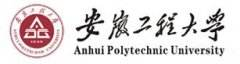 安徽工程大学
Anhui Polytechnic University